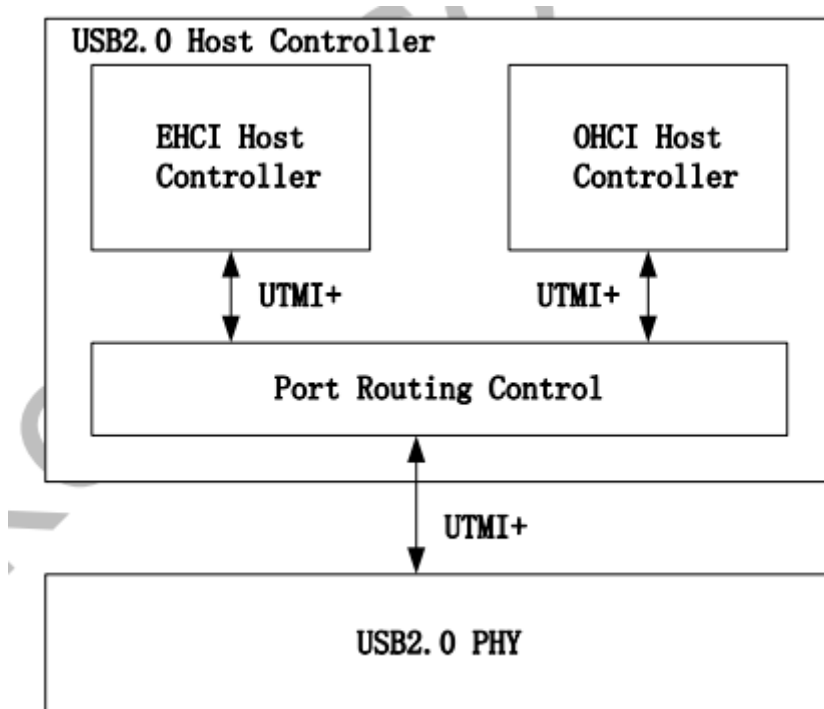 USB2.0 Host Controller
EHCI Host
Controller
OHCI Host
Controller
UTMI+
UTMI+
Port Routing Control
UTMI+
USB2.0 PHY